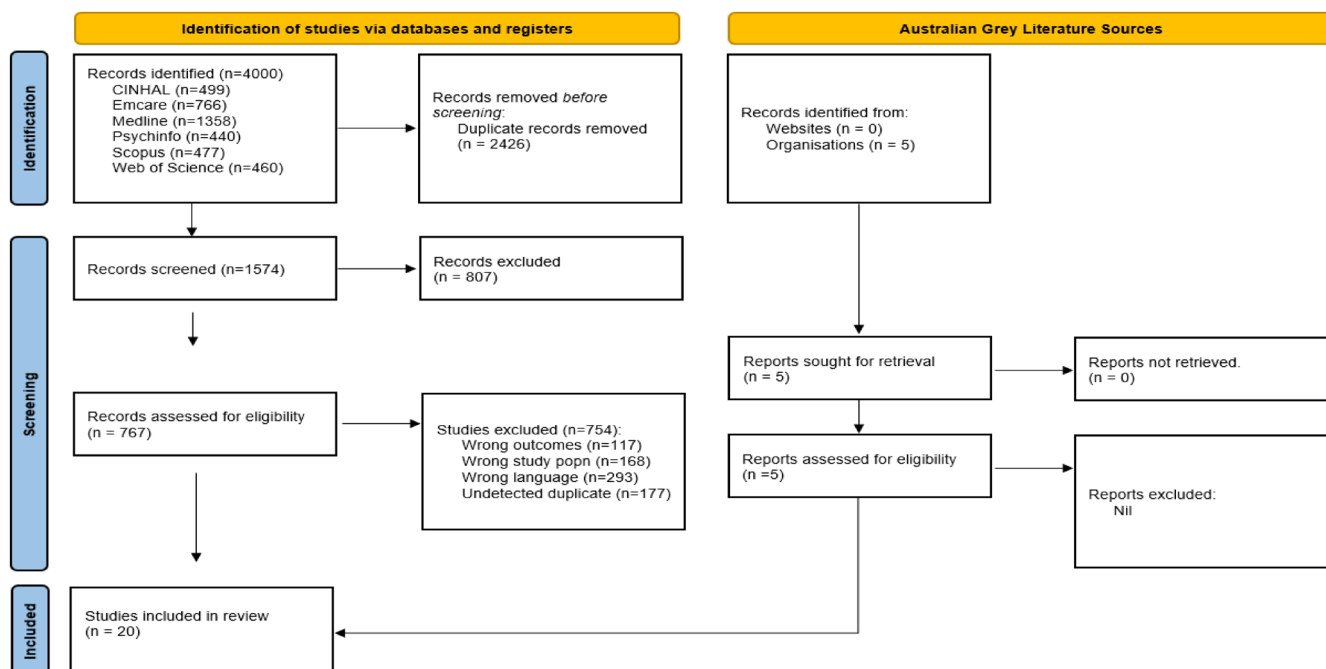 Identification of studies via databases and registers
Australian Grey Literature Sources
Identification
Records identified (n=4000)
CINHAL (n=499)
Emcare (n=766)
Medline (n=1358)
Psychinfo (n=440)
Scopus (n=477)
Web of Science (n=460)
Records removed before
screening:
Duplicate records removed
(n = 2426)
Records identified from:
Websites (n = 0)
Organisations (n = 5)
Screening
Records screened (n=1574)
Records excluded
(n = 807)
Reports sought for retrieval
(n = 5)
Reports not retrieved.
(n = 0)
Records assessed for eligibility
(n = 767)
Studies excluded (n=754):
Wrong outcomes (n=117)
Wrong study popn (n=168)
Wrong language (n=293)
Undetected duplicate (n=177)
Reports assessed for eligibility
(n =5)
Reports excluded:
Nil
Included
Studies included in review
(n = 20)